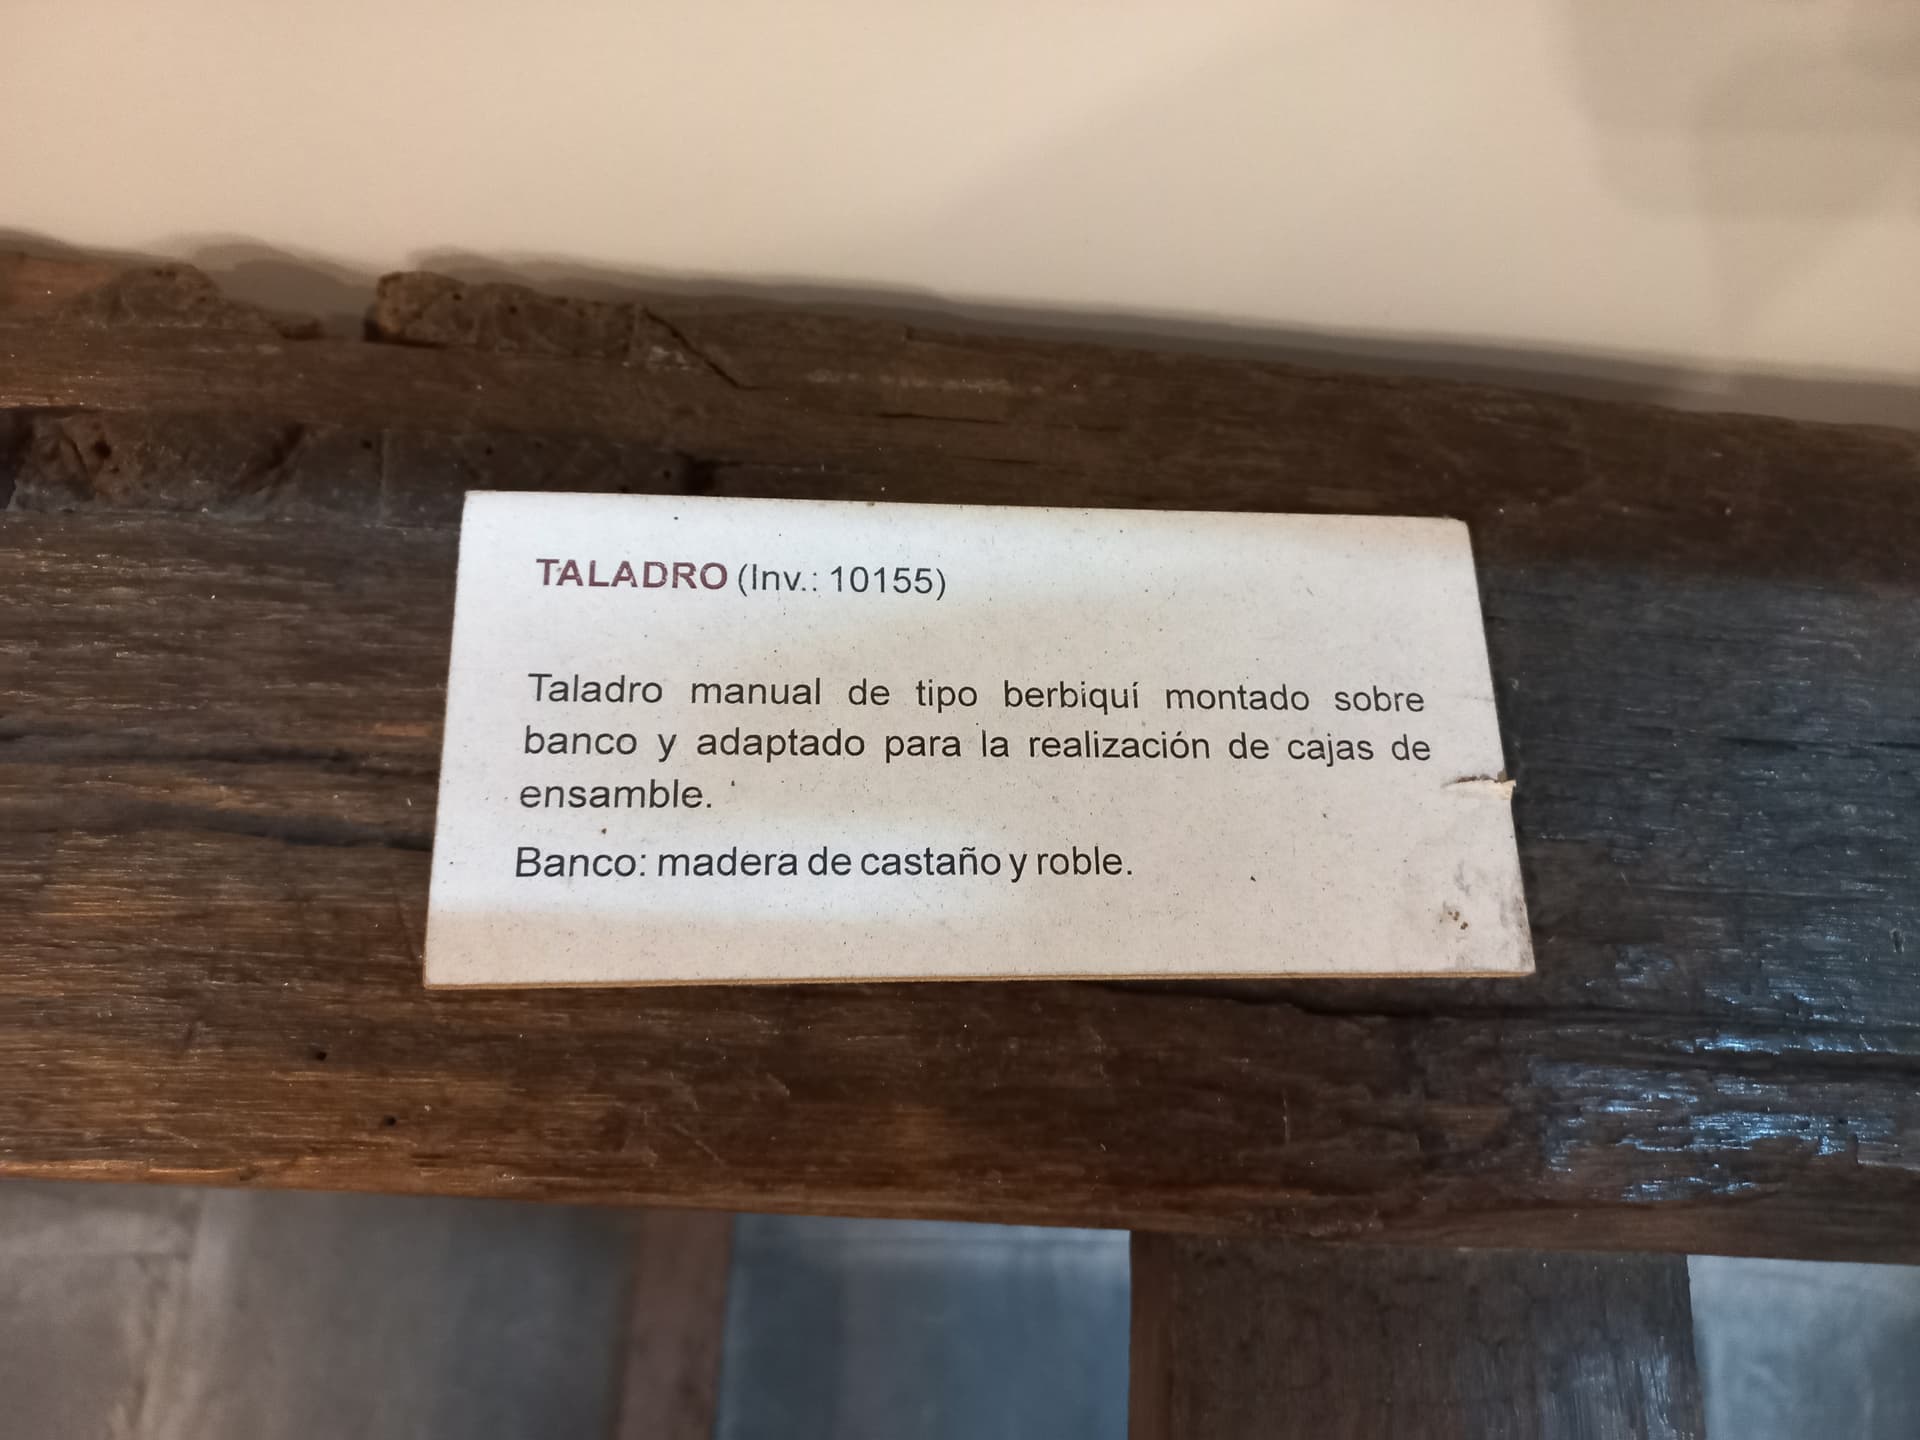 TALADRO (Inv.: 10155)
Taladro manual de tipo berbiquí montado sobre
banco y adaptado para la realización de cajas de
ensamble.
Banco: madera de castaño y roble.